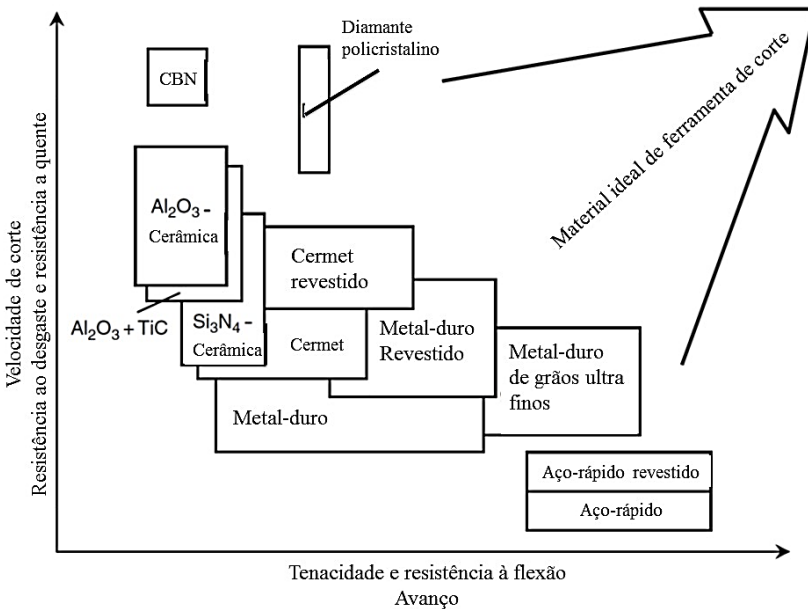 Velocidade de corte
Resistência ao desgaste e resistência a quente
CBN
Diamante
policristalino
Material ideal de ferramenta de corte
Al₂O₃ –
Cerâmica
Al₂O₃ + TiC
Si₃N₄ –
Cerâmica
Cermet
revestido
Cermet
Metal-duro
Revestido
Metal-duro
de grãos ultra
finos
Metal-duro
Aço-rápido revestido
Aço-rápido
Tenacidade e resistência à flexão
Avanço